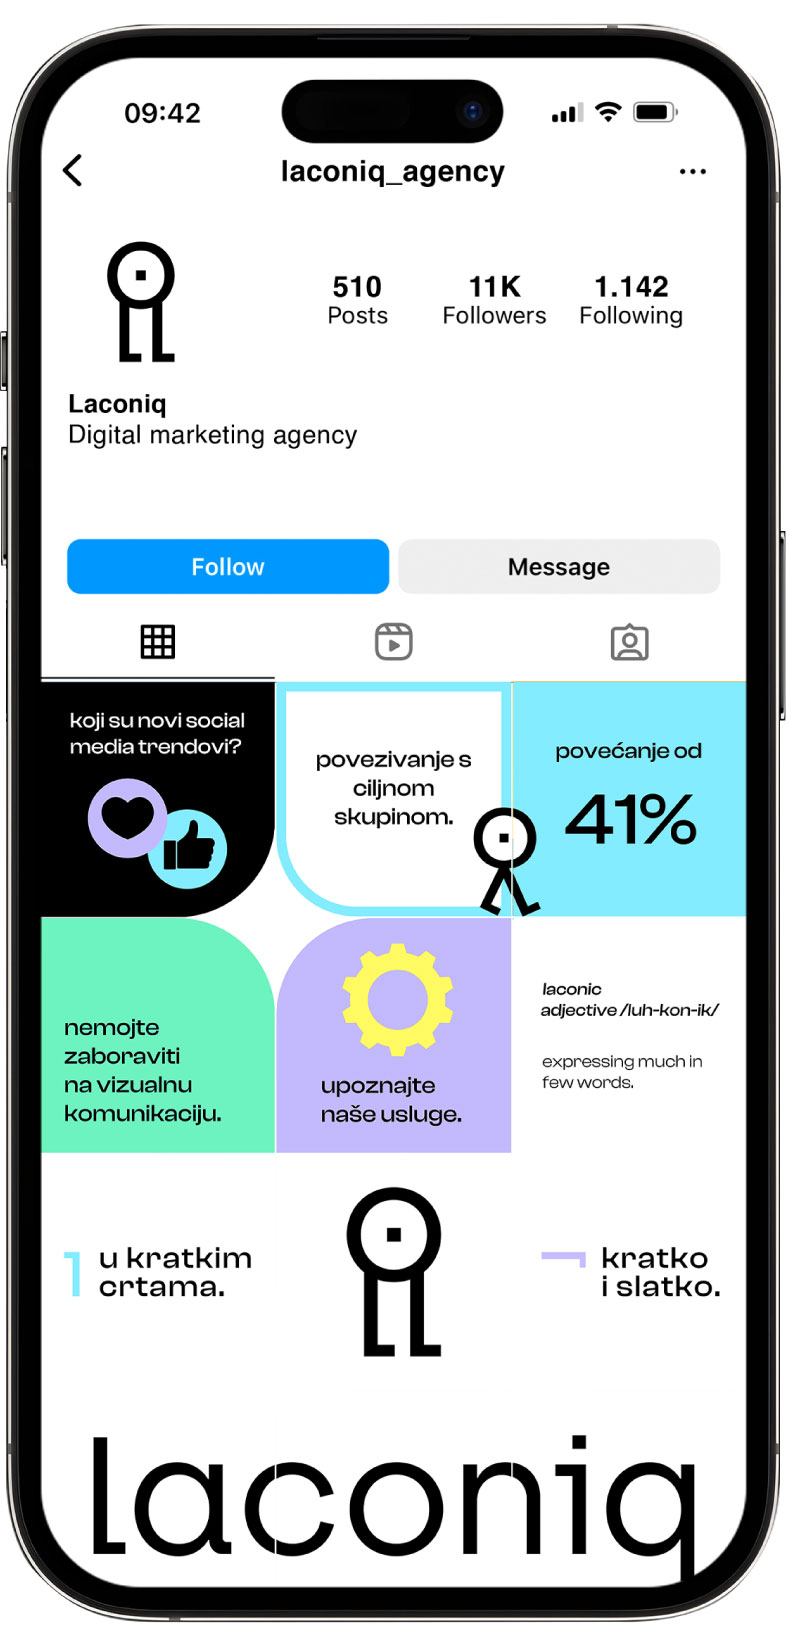 09:42
laconiq_agency
510
Posts
11K
Followers
1.142
Following
Laconiq
Digital marketing agency
Follow
Message
koji su novi social
media trendovi?
povezivanje s
ciljnom
skupinom.
povećanje od
41%
nemojte
zaboraviti
na vizualnu
komunikaciju.
upoznajte
naše usluge.
laconic
adjective /luh-kon-ik/
expressing much in
few words.
u kratkim
crtama.
kratko
i slatko.
laconiq